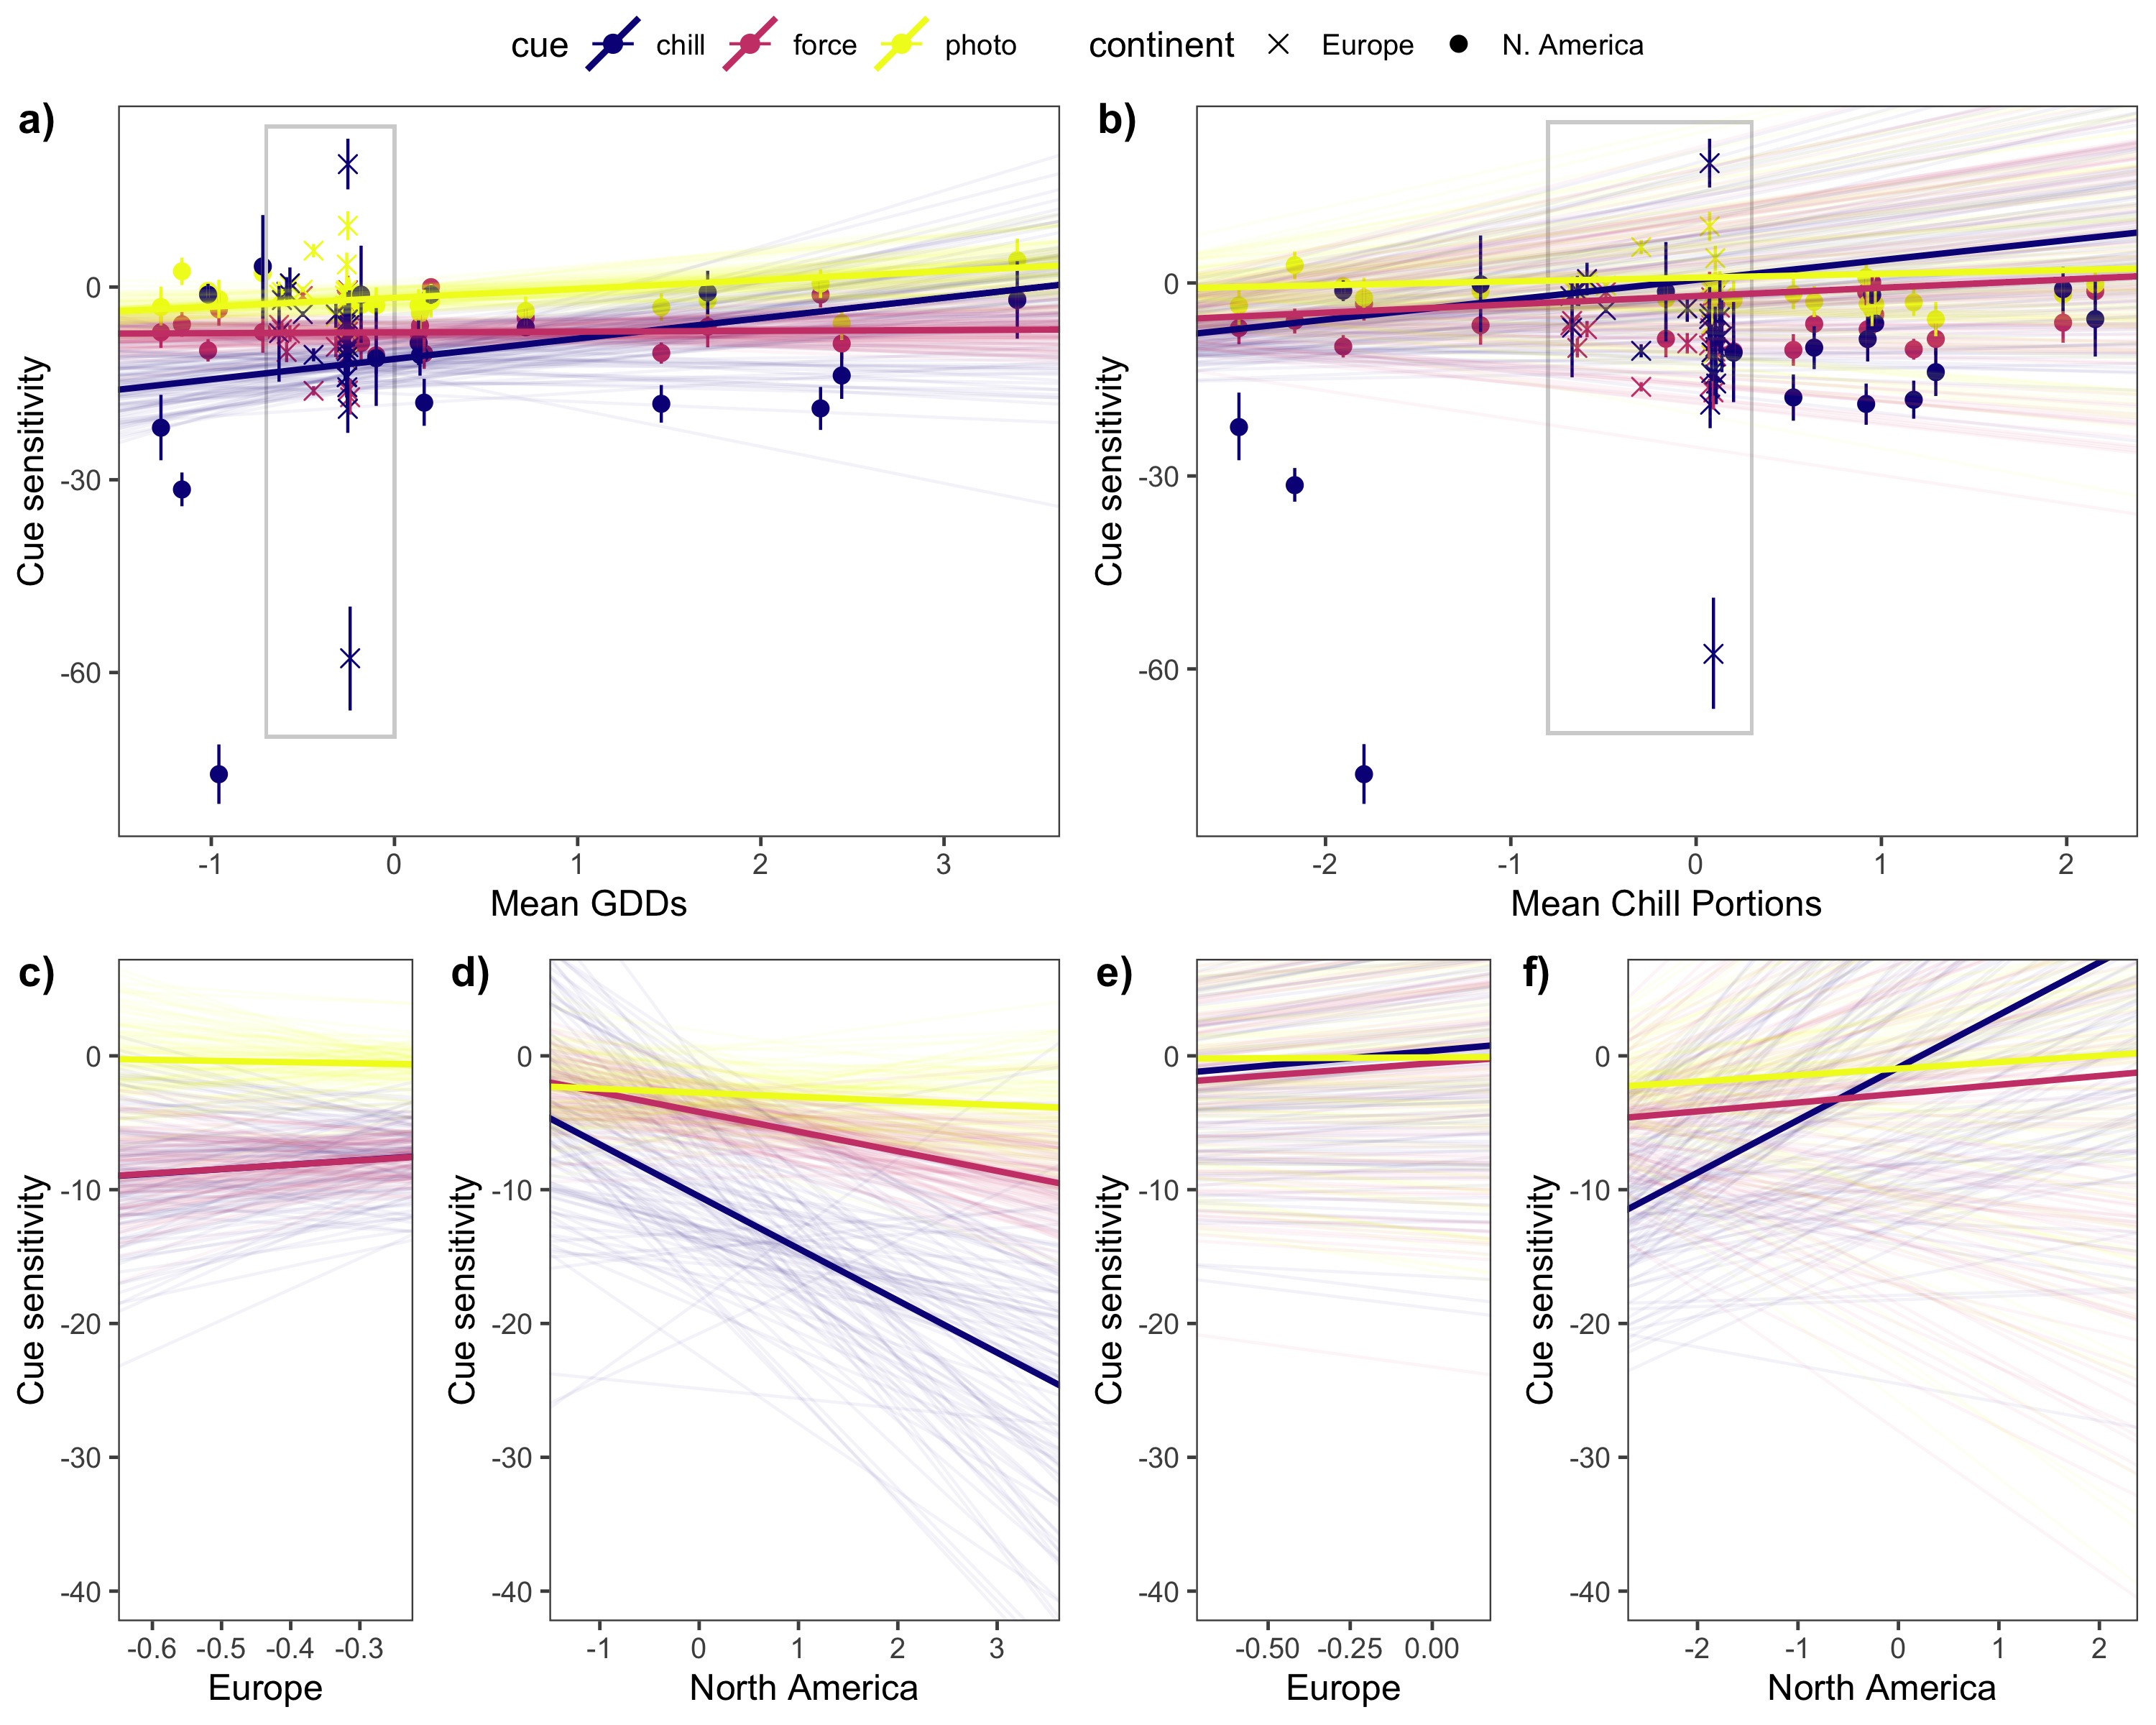 cue chill force photo continent Europe N. America
a)
b)
Cue sensitivity
0
-30
-60
-1 0 1 2 3
Mean GDDs
Cue sensitivity
0
-30
-60
-2 -1 0 1 2
Mean Chill Portions
c)
d)
e)
f)
Cue sensitivity
0
-10
-20
-30
-40
-0.6 -0.5 -0.4 -0.3
Europe
Cue sensitivity
0
-10
-20
-30
-40
-1 0 1 2 3
North America
Cue sensitivity
0
-10
-20
-30
-40
-0.50 -0.25 0.00
Europe
Cue sensitivity
0
-10
-20
-30
-40
-2 -1 0 1 2
North America